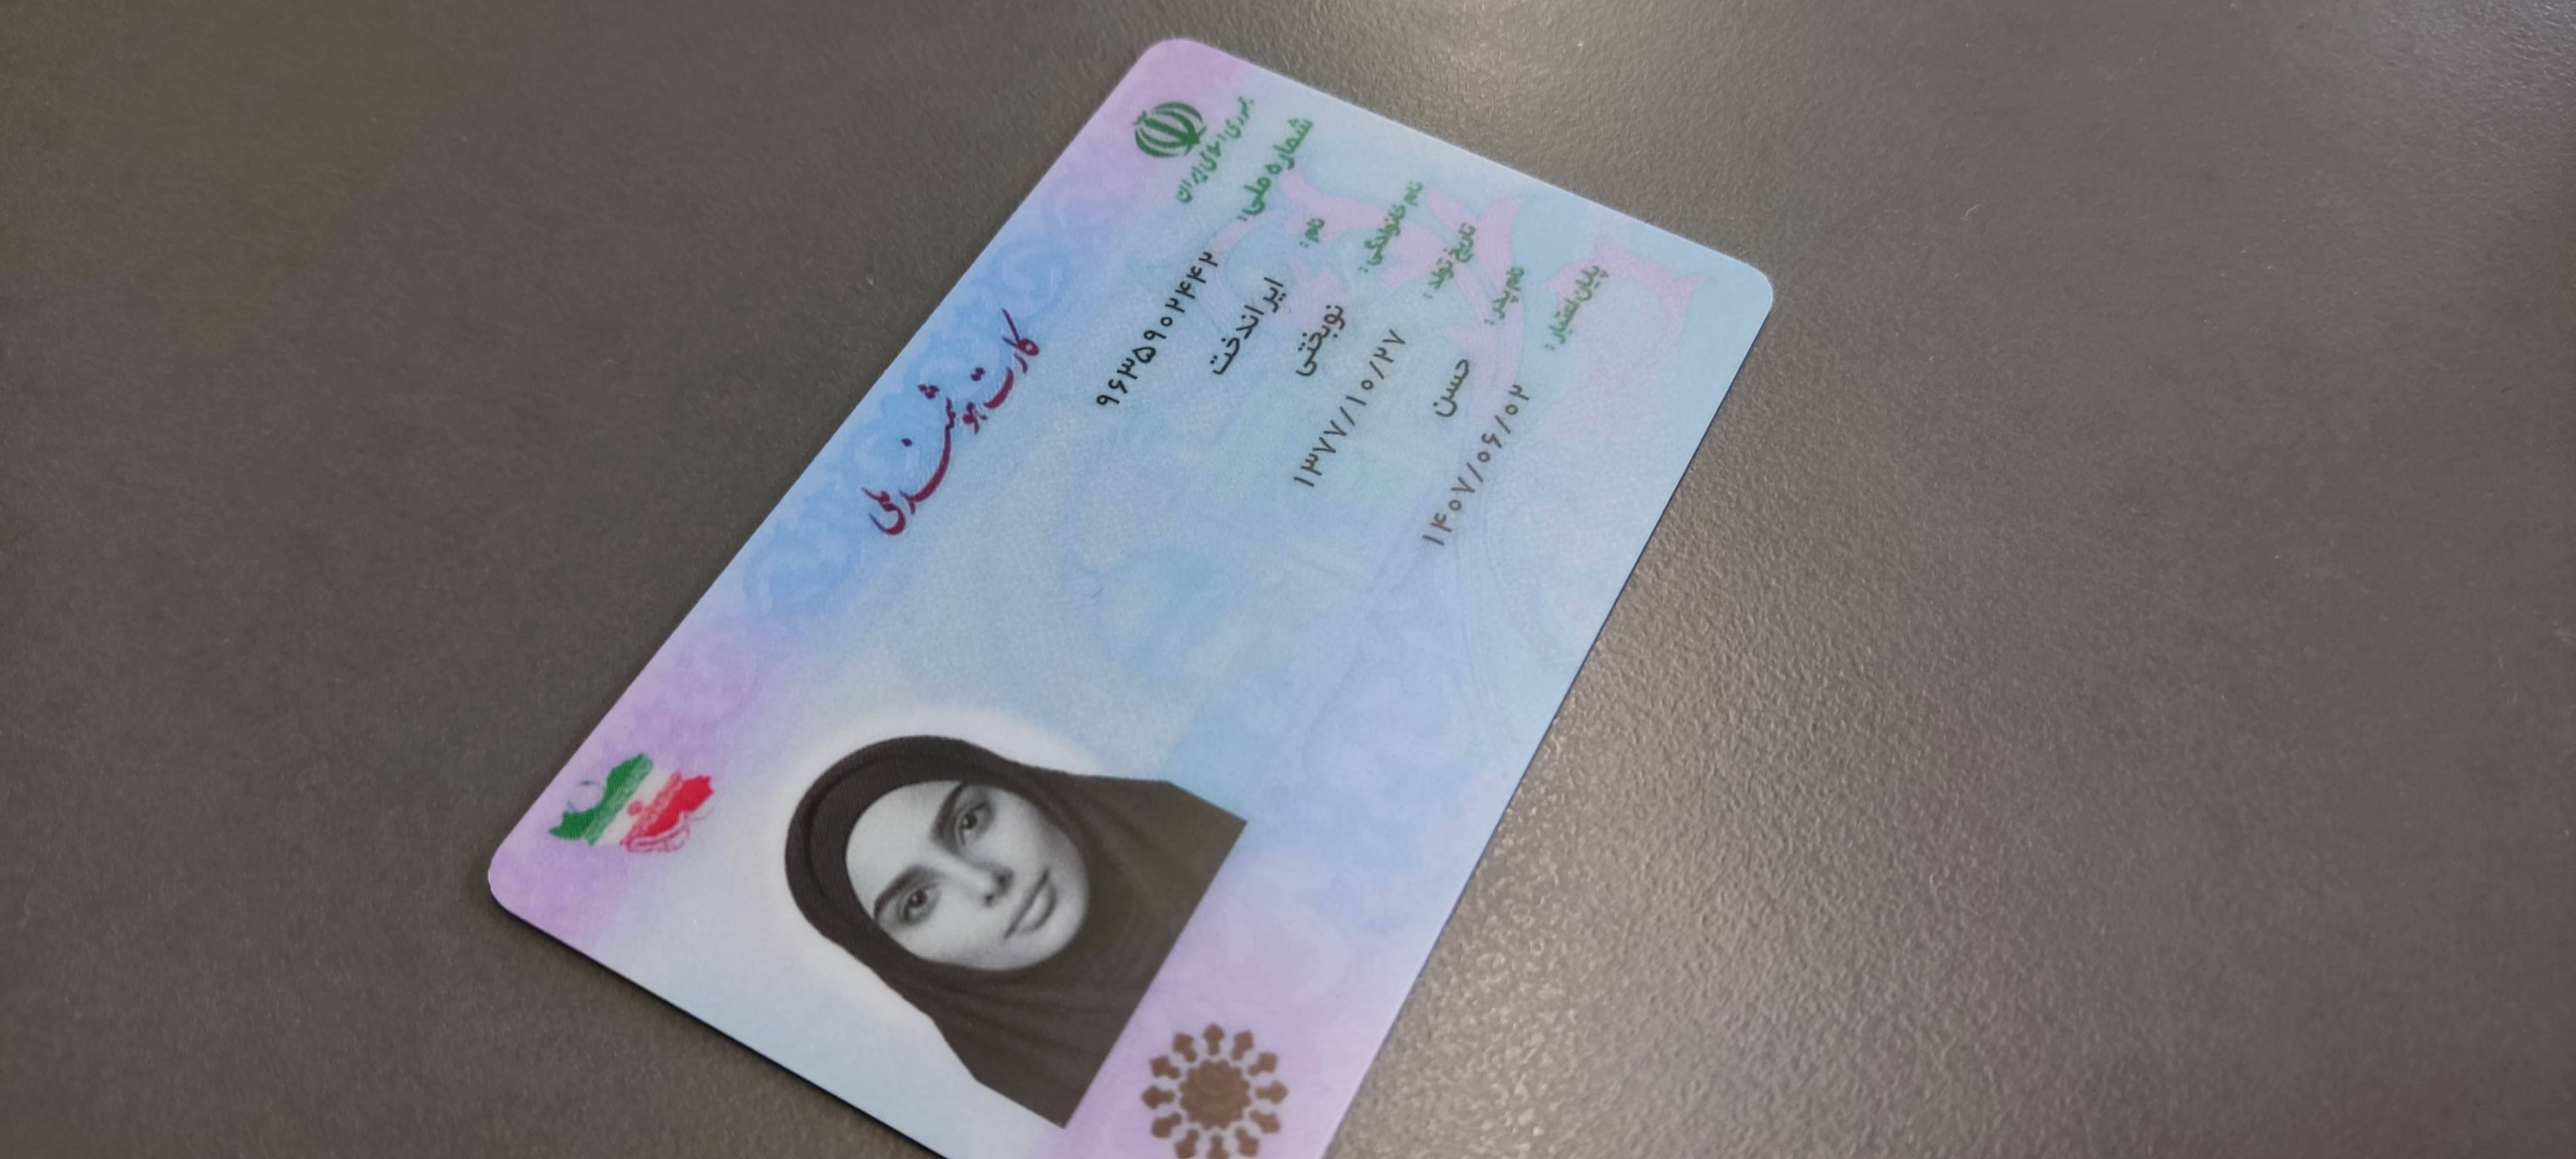 جمهوری اسلامی ایران
کارت هوشمند ملی
شماره ملی: ۹۶۳۵۹۰۲۴۴۲
نام: ایراندخت
نام خانوادگی: نوبختی
تاریخ تولد: ۱۳۷۷/۱۰/۲۷
نام پدر: حسن
پایان اعتبار: ۱۴۰۷/۰۶/۰۲